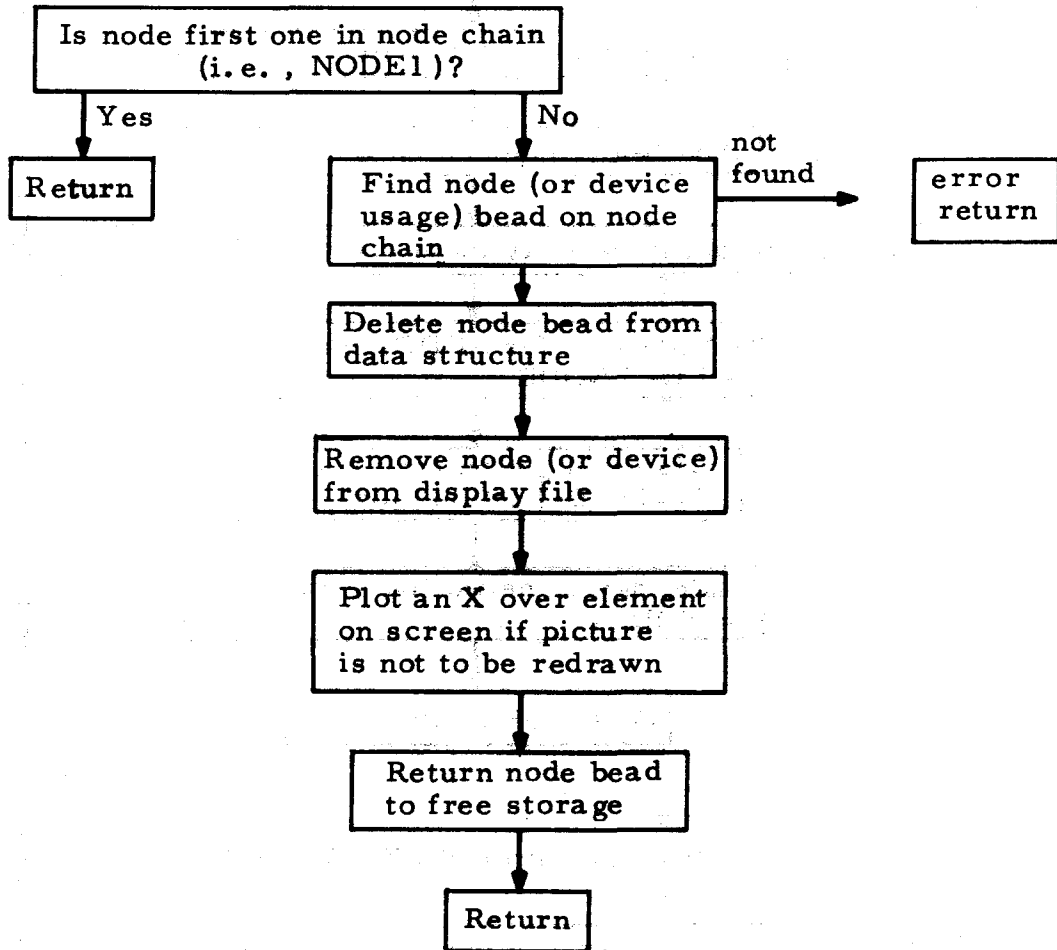 Is node first one in node chain
(i.e., NODE1)?
Yes
No
Return
Find node (or device
usage) bead on node
chain
not
found
error
return
Delete node bead from
data structure
Remove node (or device)
from display file
Plot an X over element
on screen if picture
is not to be redrawn
Return node bead
to free storage
Return